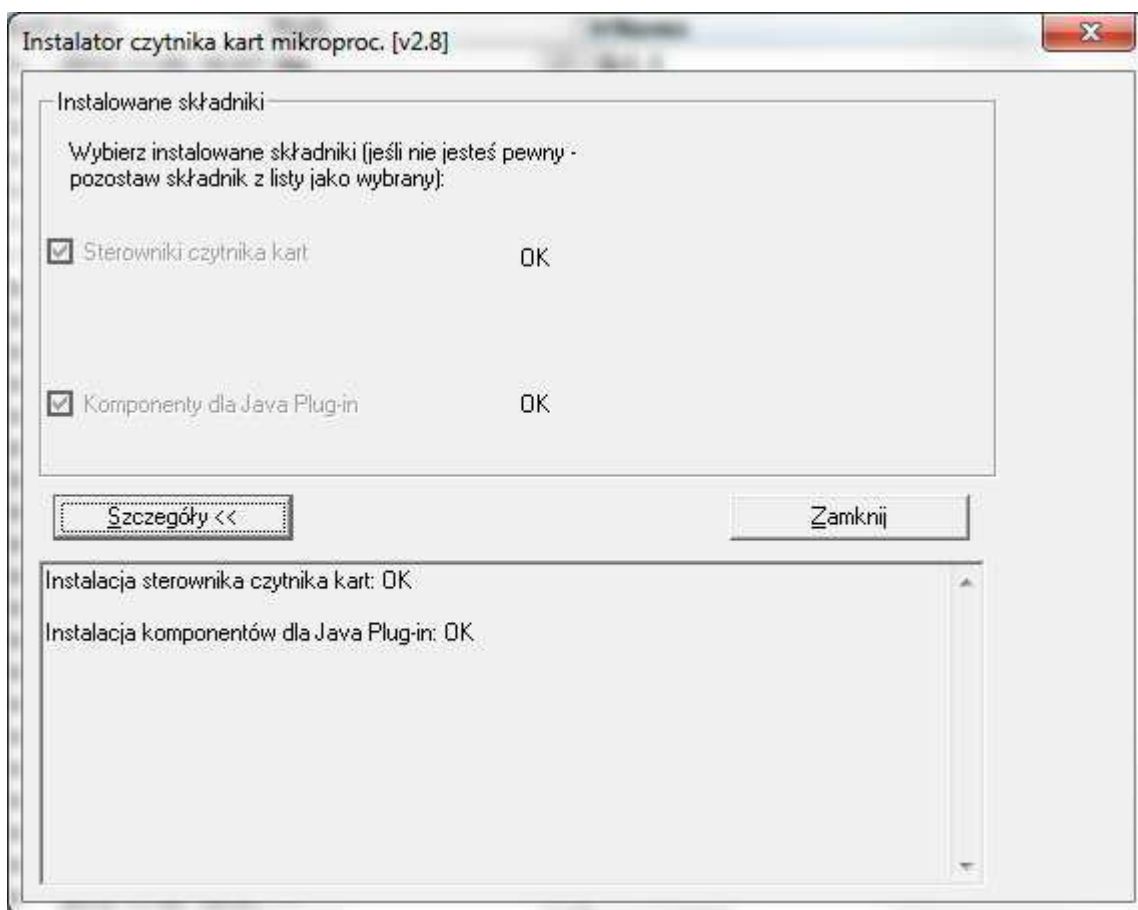 Instalator czytnika kart mikroproc. [v2.8]
Instalowane składniki
Wybierz instalowane składniki (jeśli nie jesteś pewny -
pozostaw składnik z listy jako wybrany):
Sterowniki czytnika kart OK
Komponenty dla Java Plug-in OK
Szczegóły << Zamknij
Instalacja sterownika czytnika kart: OK
Instalacja komponentów dla Java Plug-in: OK